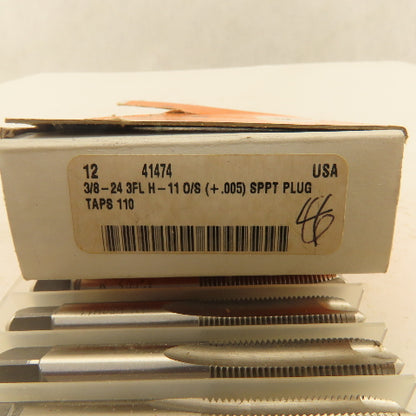 12 41474 USA
3/8-24 3FL H-11 O/S (+.005) SPPT PLUG
TAPS 110
46